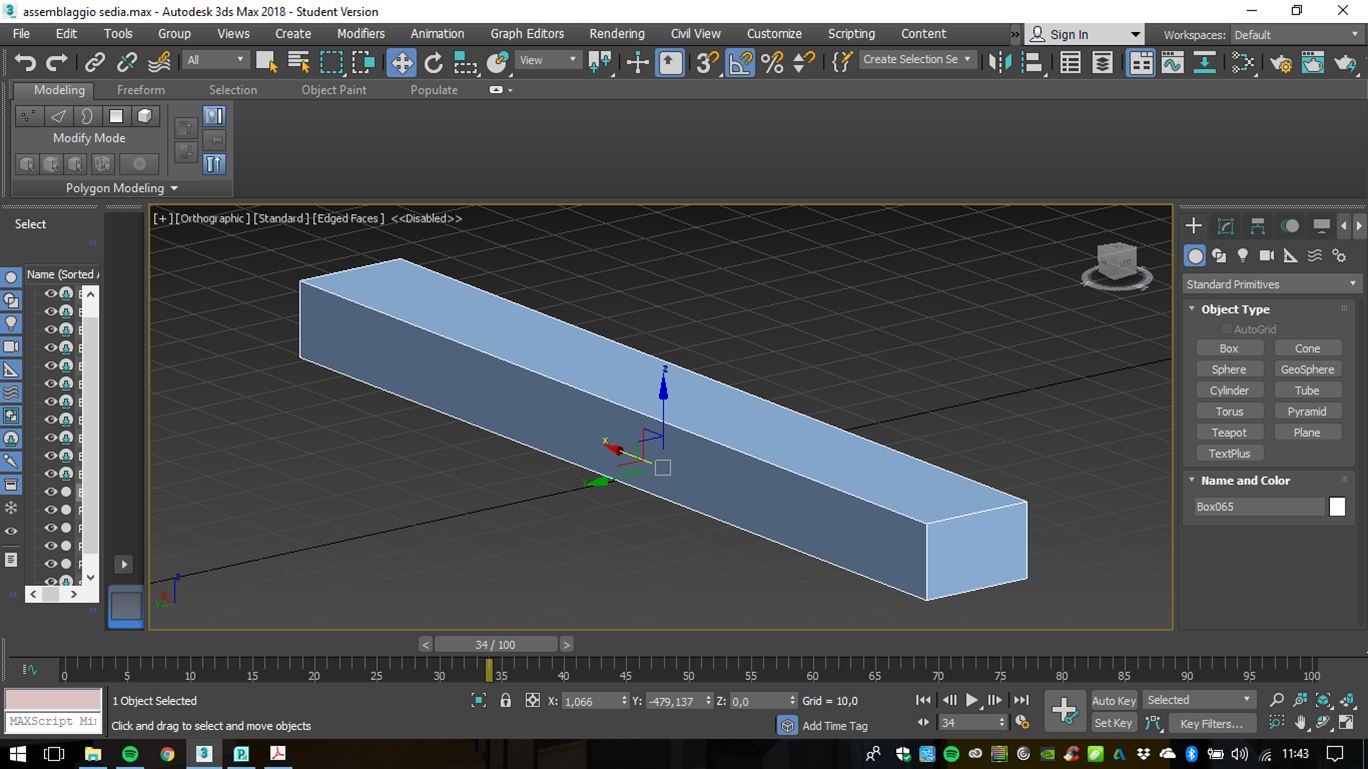 assemblaggio sedia.max - Autodesk 3ds Max 2018 - Student Version
File Edit Tools Group Views Create Modifiers Animation Graph Editors Rendering Civil View Customize Scripting Content » Sign In Workspaces: Default
All View 3 % Create Selection Se
Modeling Freeform Selection Object Paint Populate
Modify Mode
Polygon Modeling
Select
Name (Sorted A
[+] [Orthographic ] [Standard ] [Edged Faces ] <<Disabled>>
x
y
z
Standard Primitives
Object Type
AutoGrid
Box Cone
Sphere GeoSphere
Cylinder Tube
Torus Pyramid
Teapot Plane
TextPlus
Name and Color
Box065
< 34 / 100 >
0 5 10 15 20 25 30 35 40 45 50 55 60 65 70 75 80 85 90 95 100
1 Object Selected X: 1,066 Y: -479,137 Z: 0,0 Grid = 10,0 Auto Key Selected
MAXScript Mi Click and drag to select and move objects Add Time Tag 34 Set Key Key Filters...
11:43